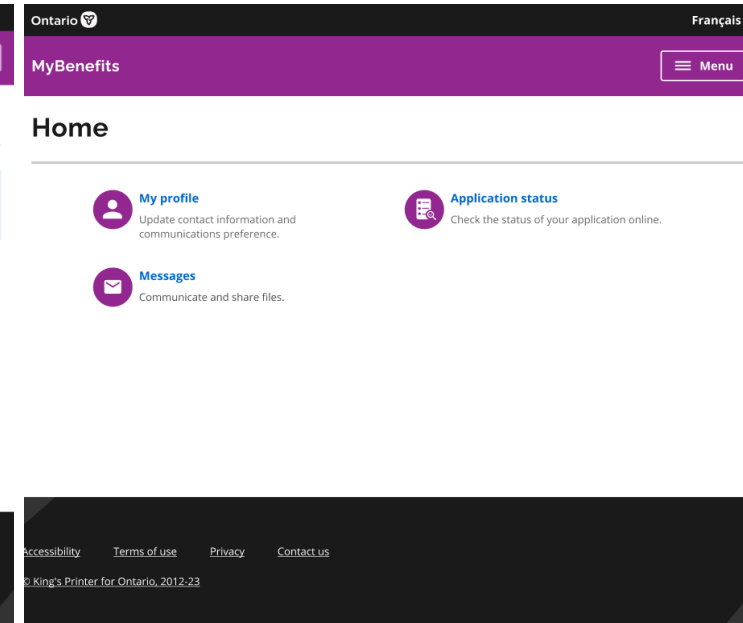 Ontario
Français
MyBenefits
Menu
Home
My profile
Update contact information and
communications preference.
Application status
Check the status of your application online.
Messages
Communicate and share files.
Accessibility Terms of use Privacy Contact us
© King's Printer for Ontario, 2012-23